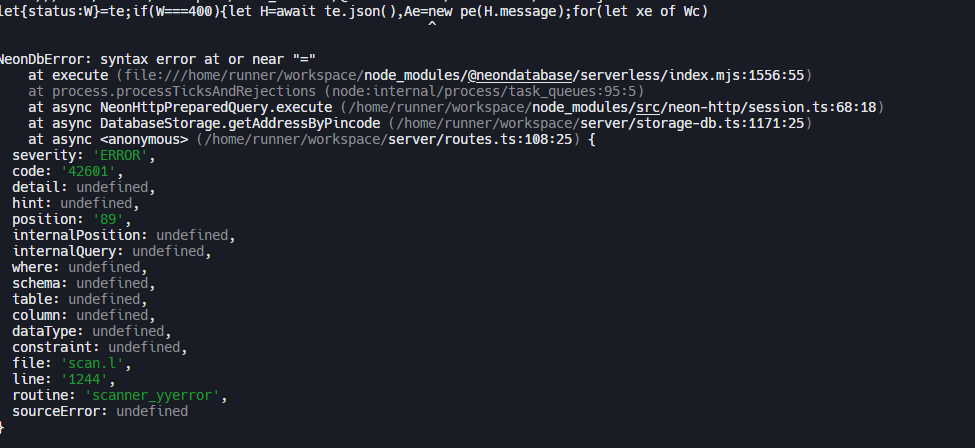 let{status:W}=te;if(W===400){let H=await te.json(),Ae=new pe(H.message);for(let xe of Wc)
^
NeonDbError: syntax error at or near "="
at execute (file:///home/runner/workspace/node_modules/@neondatabase/serverless/index.mjs:1556:55)
at process.processTicksAndRejections (node:internal/process/task_queues:95:5)
at async NeonHttpPreparedQuery.execute (/home/runner/workspace/node_modules/src/neon-http/session.ts:68:18)
at async DatabaseStorage.getAddressByPincode (/home/runner/workspace/server/storage-db.ts:1171:25)
at async <anonymous> (/home/runner/workspace/server/routes.ts:108:25) {
severity: 'ERROR',
code: '42601',
detail: undefined,
hint: undefined,
position: '89',
internalPosition: undefined,
internalQuery: undefined,
where: undefined,
schema: undefined,
table: undefined,
column: undefined,
dataType: undefined,
constraint: undefined,
file: 'scan.l',
line: '1244',
routine: 'scanner_yyerror',
sourceError: undefined
}